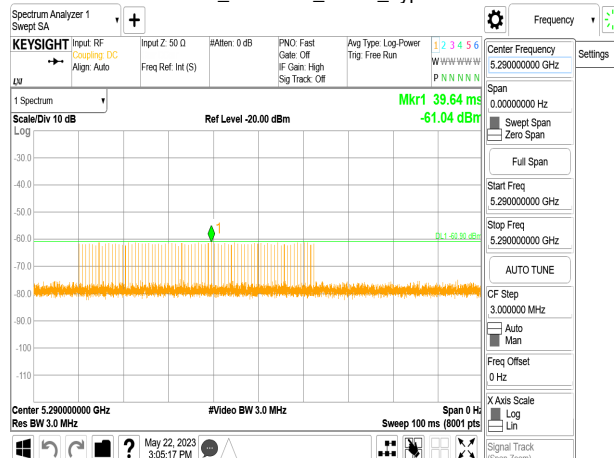 Spectrum Analyzer 1
Swept SA
Frequency
Settings
KEYSIGHT
Input: RF
Coupling: DC
Align: Auto
Input Z: 50 Ω
Freq Ref: Int (S)
#Atten: 0 dB
PNO: Fast
Gate: Off
IF Gain: High
Sig Track: Off
Avg Type: Log-Power
Trig: Free Run
1 2 3 4 5 6
W W W W W W
P N N N N N
LNI
1 Spectrum
Scale/Div 10 dB
Log
Ref Level -20.00 dBm
Mkr1 39.64 ms
-61.04 dBm
-30.0
-40.0
-50.0
-60.0
-70.0
-80.0
-90.0
-100
-110
1
DL1 -60.90 dBm
Center 5.290000000 GHz
Res BW 3.0 MHz
#Video BW 3.0 MHz
Span 0 Hz
Sweep 100 ms (8001 pts
May 22, 2023
3:05:17 PM
Center Frequency
5.290000000 GHz
Span
0.00000000 Hz
Swept Span
Zero Span
Full Span
Start Freq
5.290000000 GHz
Stop Freq
5.290000000 GHz
AUTO TUNE
CF Step
3.000000 MHz
Auto
Man
Freq Offset
0 Hz
X Axis Scale
Log
Lin
Signal Track
(Span Zoom)